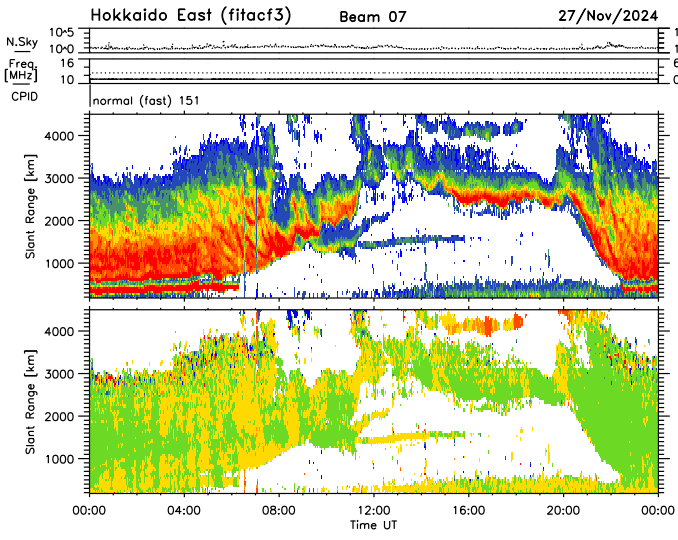 Hokkaido East (fitacf3) Beam 07 27/Nov/2024
N.Sky 10^5 10^0 1 1
Freq. [MHz] 16 10 6 0
CPID normal (fast) 151
Slant Range [km] 4000 3000 2000 1000
Slant Range [km] 4000 3000 2000 1000
00:00 04:00 08:00 12:00 16:00 20:00 00:00
Time UT